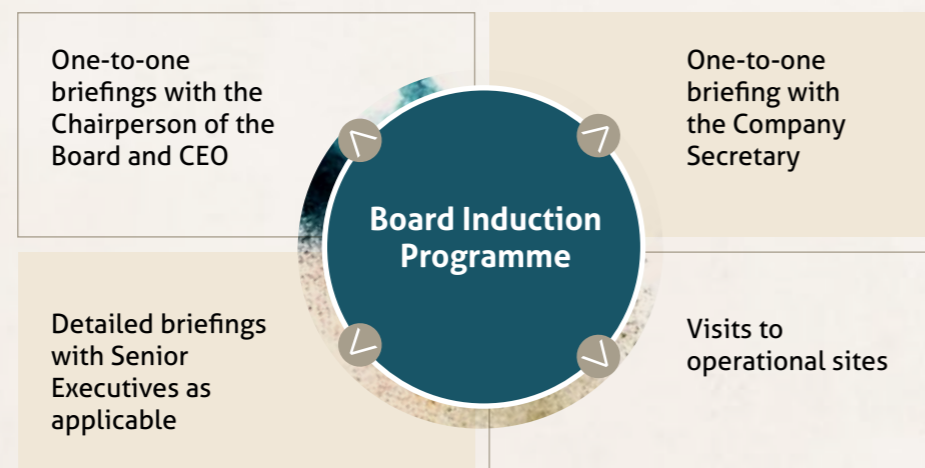 One-to-one
briefings with the
Chairperson of the
Board and CEO
One-to-one
briefing with
the Company
Secretary
Board Induction
Programme
Detailed briefings
with Senior
Executives as
applicable
Visits to
operational sites